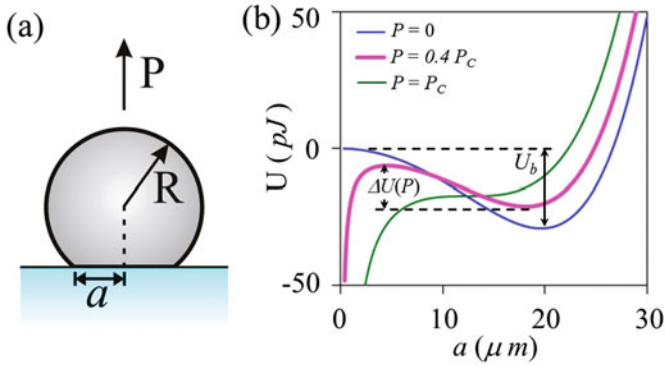 (a)
P
R
a
(b)
U (pJ)
50
0
-50
P = 0
P = 0.4 P_C
P = P_C
ΔU(P)
U_b
0 10 20 30
a (μm)